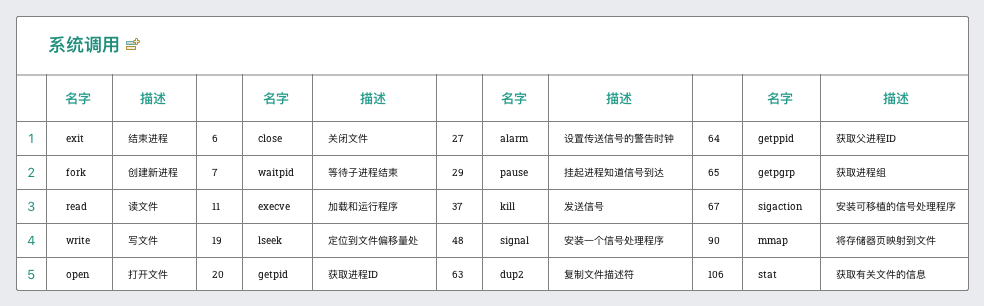 系统调用
名字 描述 名字 描述 名字 描述 名字 描述
1 exit 结束进程 6 close 关闭文件 27 alarm 设置传送信号的警告时钟 64 getppid 获取父进程ID
2 fork 创建新进程 7 waitpid 等待子进程结束 29 pause 挂起进程知道信号到达 65 getpgrp 获取进程组
3 read 读文件 11 execve 加载和运行程序 37 kill 发送信号 67 sigaction 安装可移植的信号处理程序
4 write 写文件 19 lseek 定位到文件偏移量处 48 signal 安装一个信号处理程序 90 mmap 将存储器页映射到文件
5 open 打开文件 20 getpid 获取进程ID 63 dup2 复制文件描述符 106 stat 获取有关文件的信息